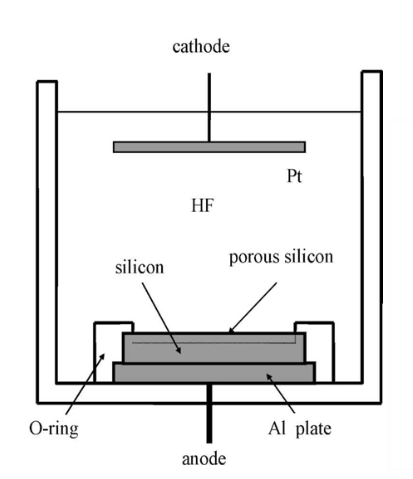 cathode
Pt
HF
porous silicon
silicon
O-ring
Al plate
anode